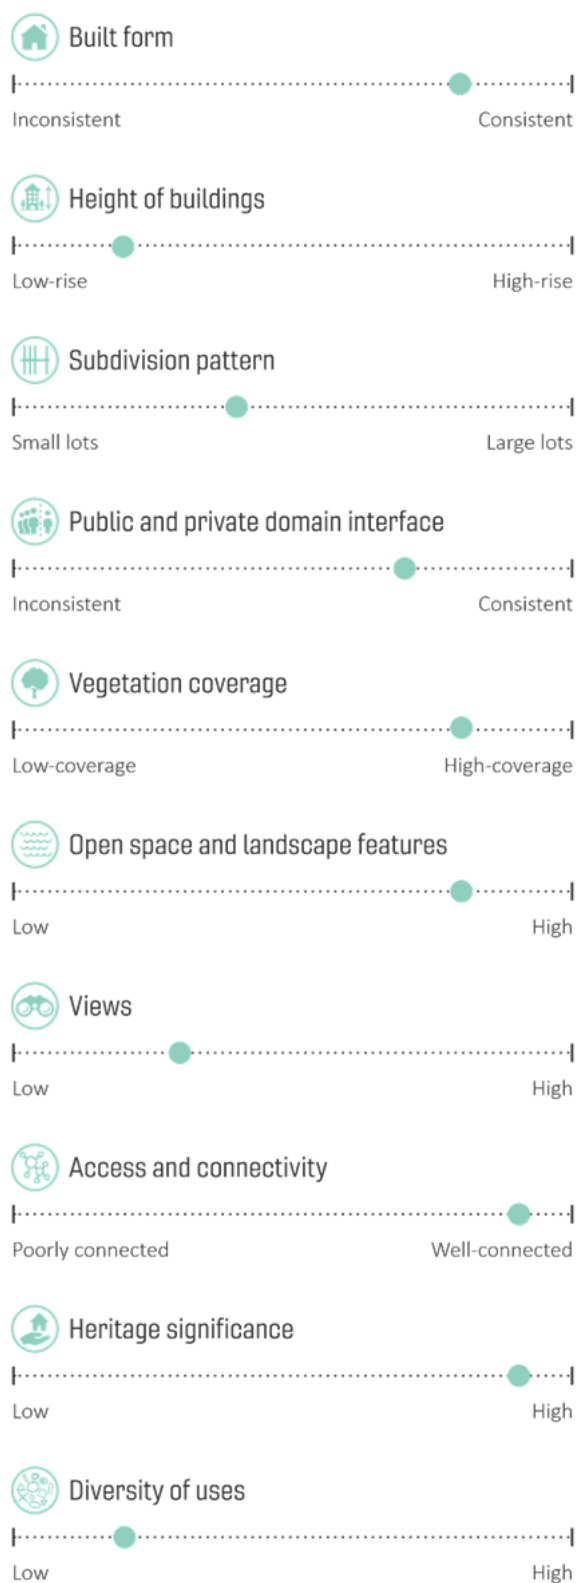 Built form
Inconsistent Consistent
Height of buildings
Low-rise High-rise
Subdivision pattern
Small lots Large lots
Public and private domain interface
Inconsistent Consistent
Vegetation coverage
Low-coverage High-coverage
Open space and landscape features
Low High
Views
Low High
Access and connectivity
Poorly connected Well-connected
Heritage significance
Low High
Diversity of uses
Low High